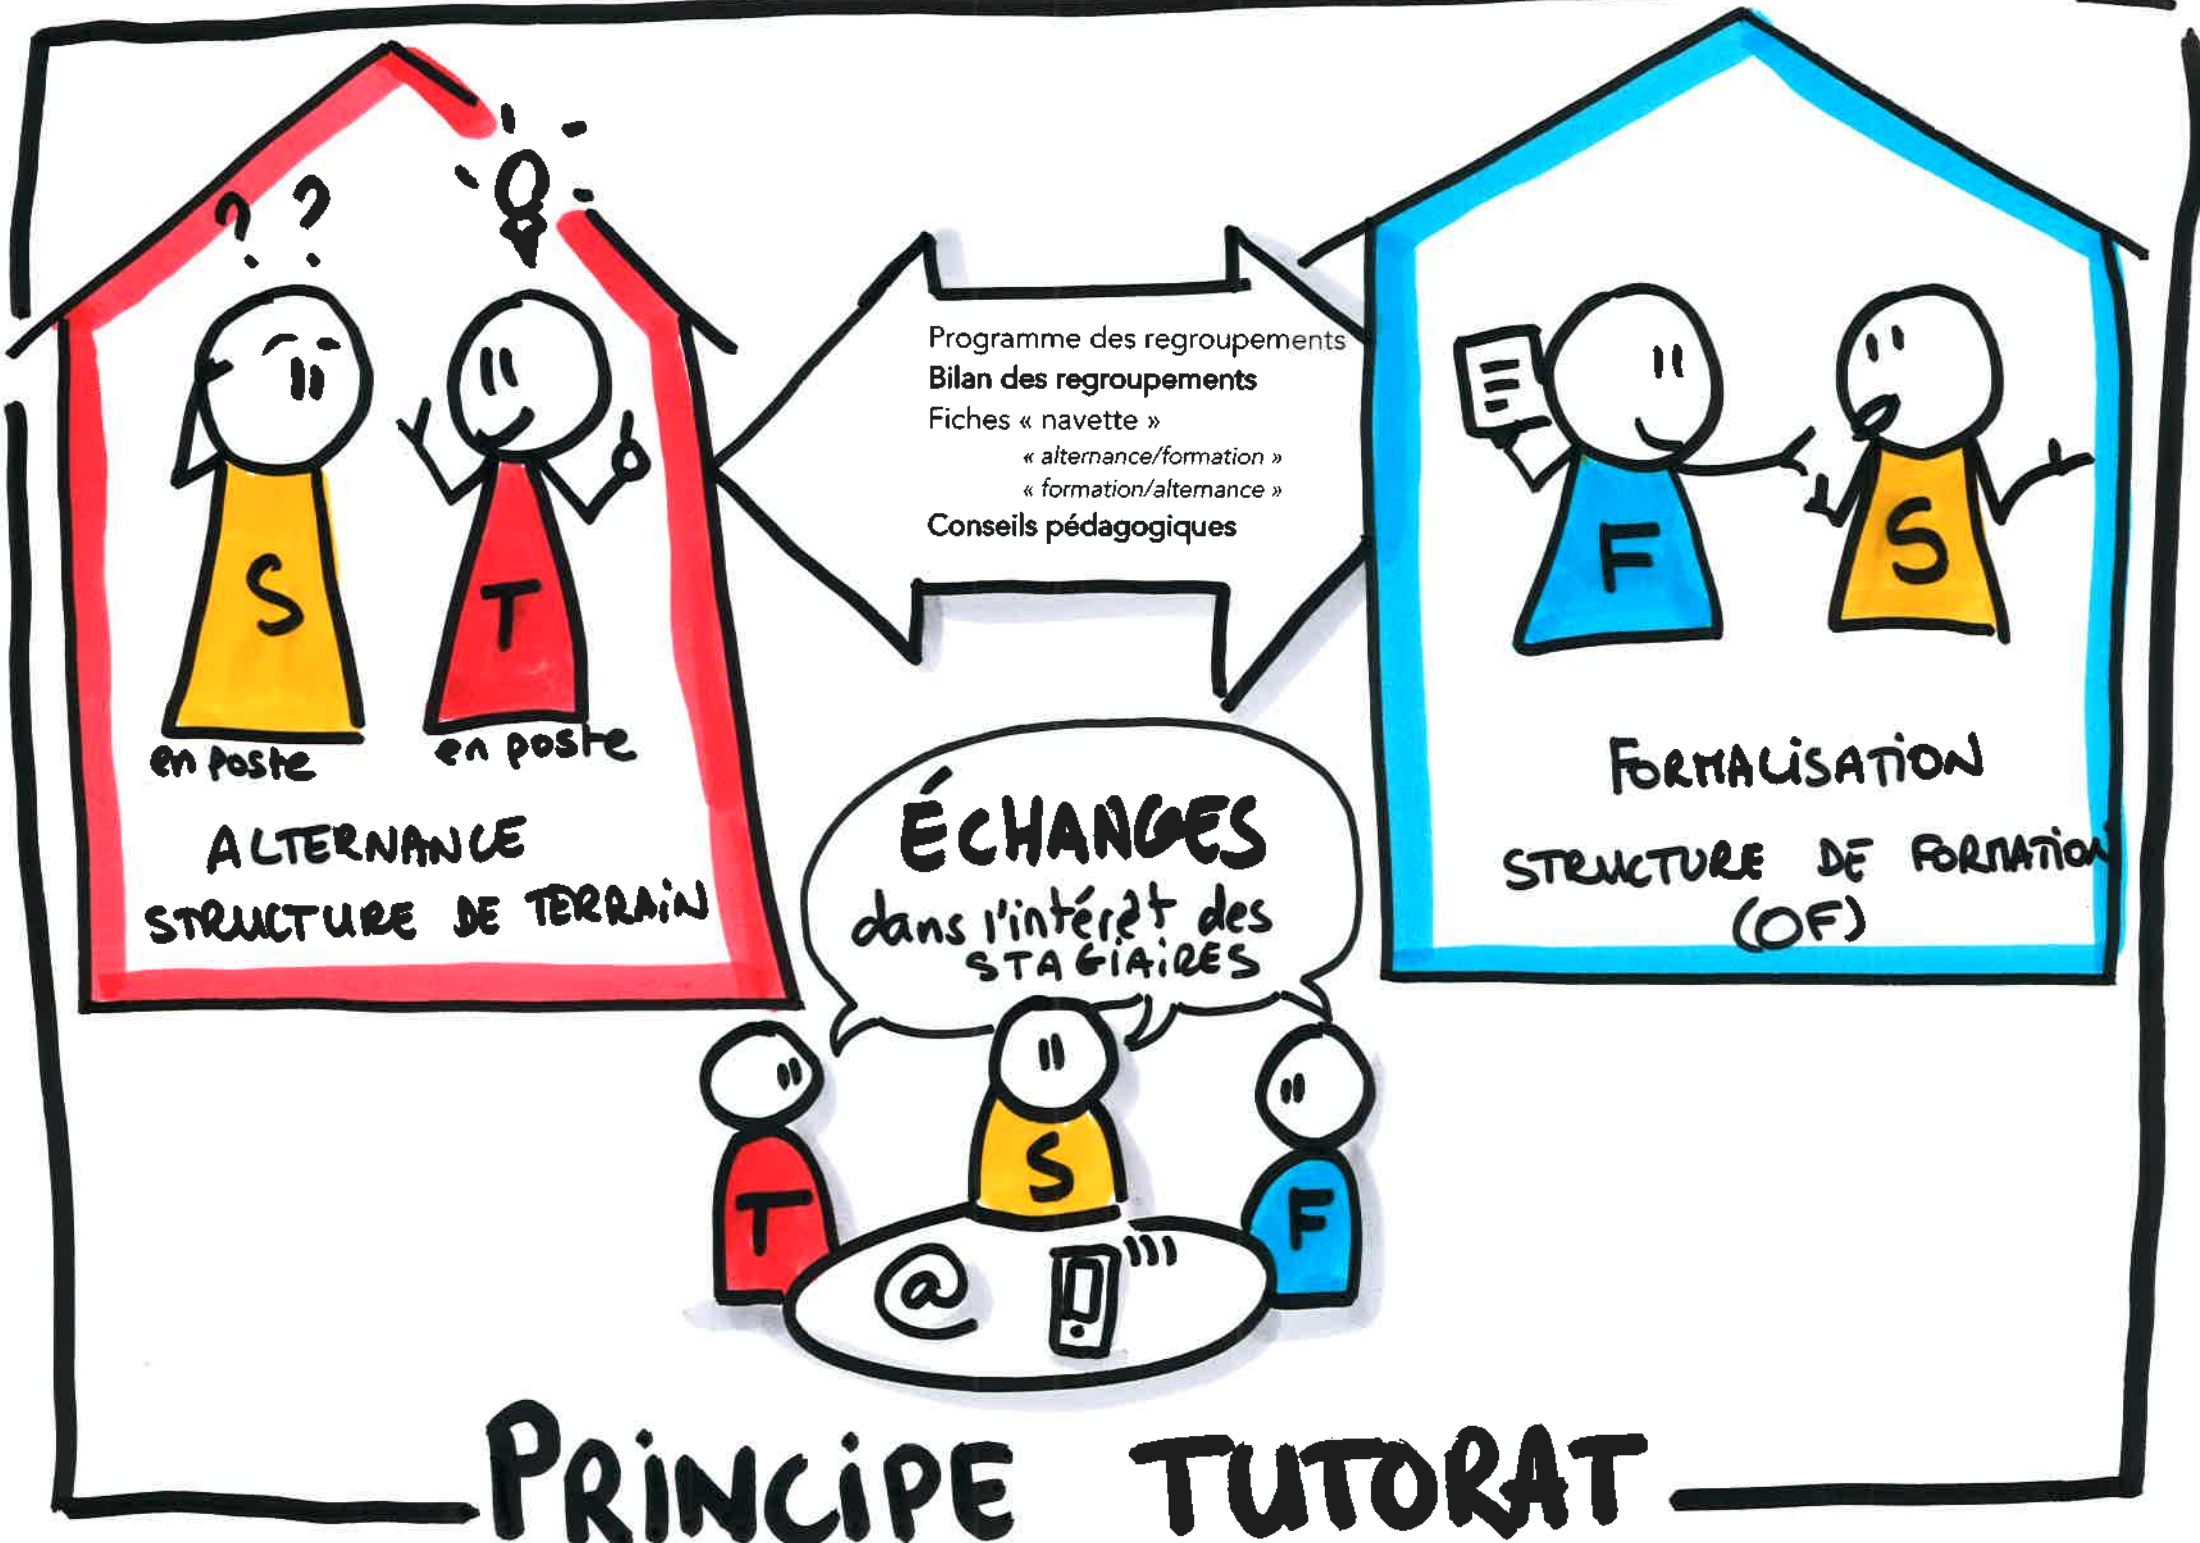 ? ?
S
T
en poste
en poste
ALTERNANCE
STRUCTURE DE TERRAIN
Programme des regroupements
Bilan des regroupements
Fiches « navette »
« alternance/formation »
« formation/alternance »
Conseils pédagogiques
F
S
FORMALiSATiON
STRUCTURE DE FORMATiON
(OF)
ÉCHANGES
dans l'intérêt des
STAGiAiRES
T
S
F
@
PRiNCiPE TUTORAT